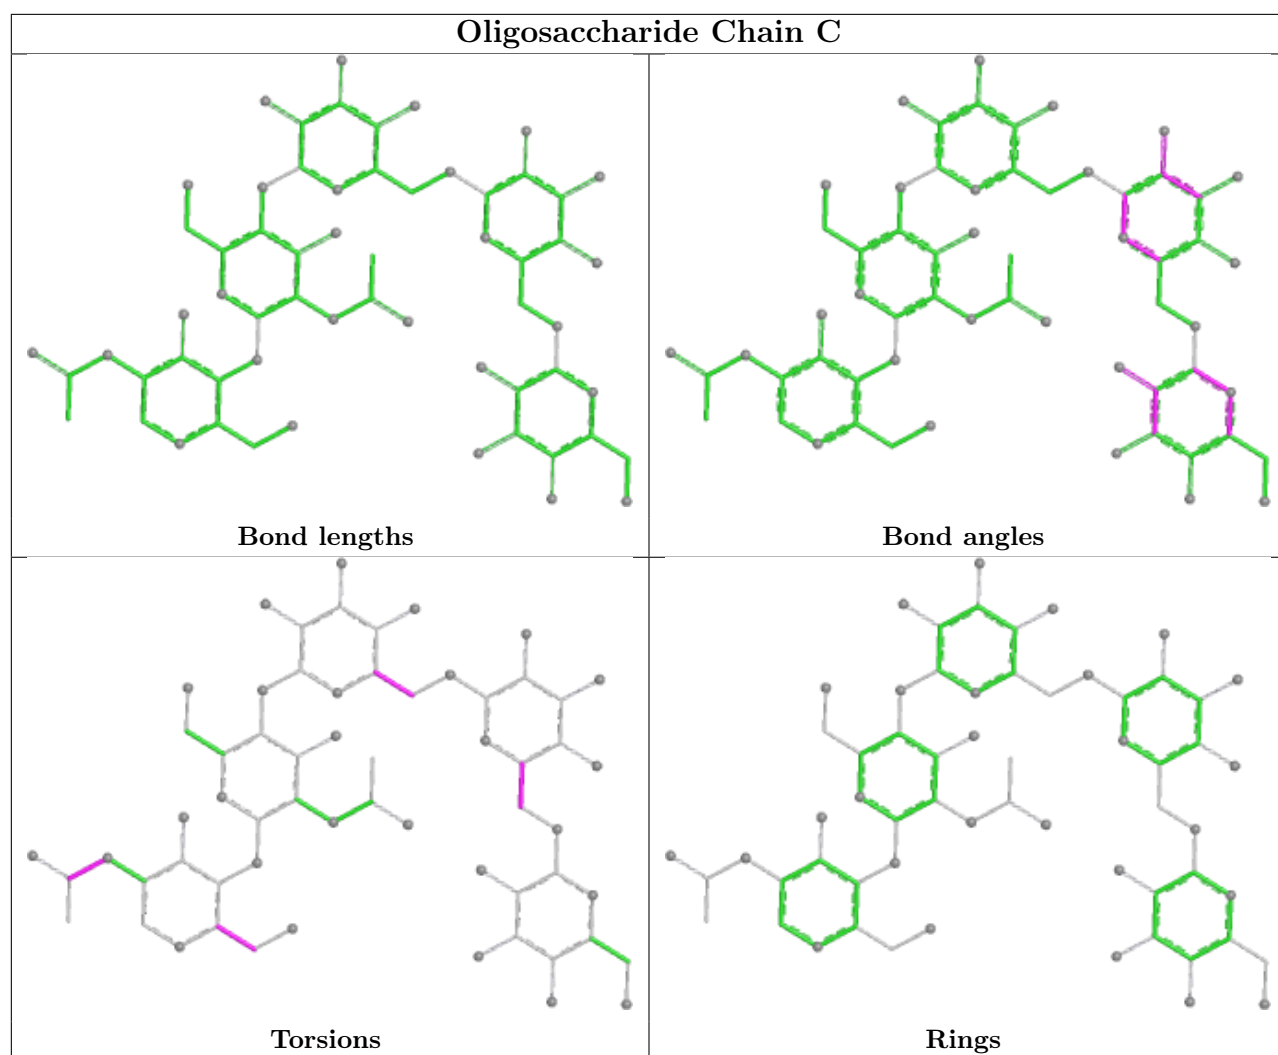 Oligosaccharide Chain C
Bond lengths
Bond angles
Torsions
Rings